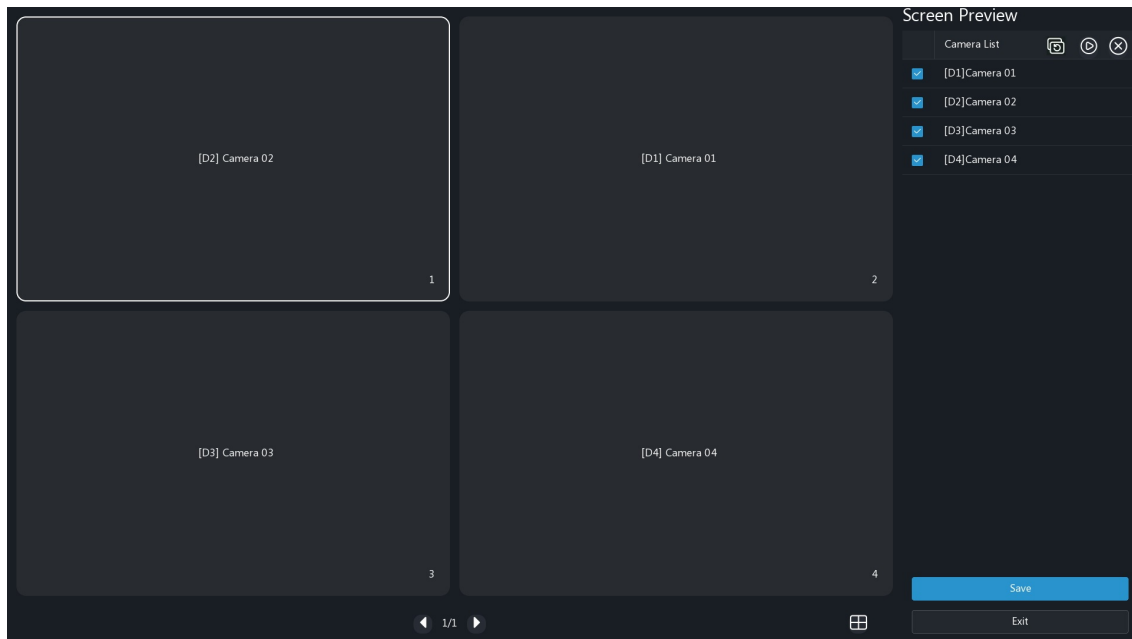 Screen Preview
Camera List
[D1]Camera 01
[D2]Camera 02
[D3]Camera 03
[D4]Camera 04
[D2] Camera 02
1
[D1] Camera 01
2
[D3] Camera 03
3
[D4] Camera 04
4
1/1
Save
Exit